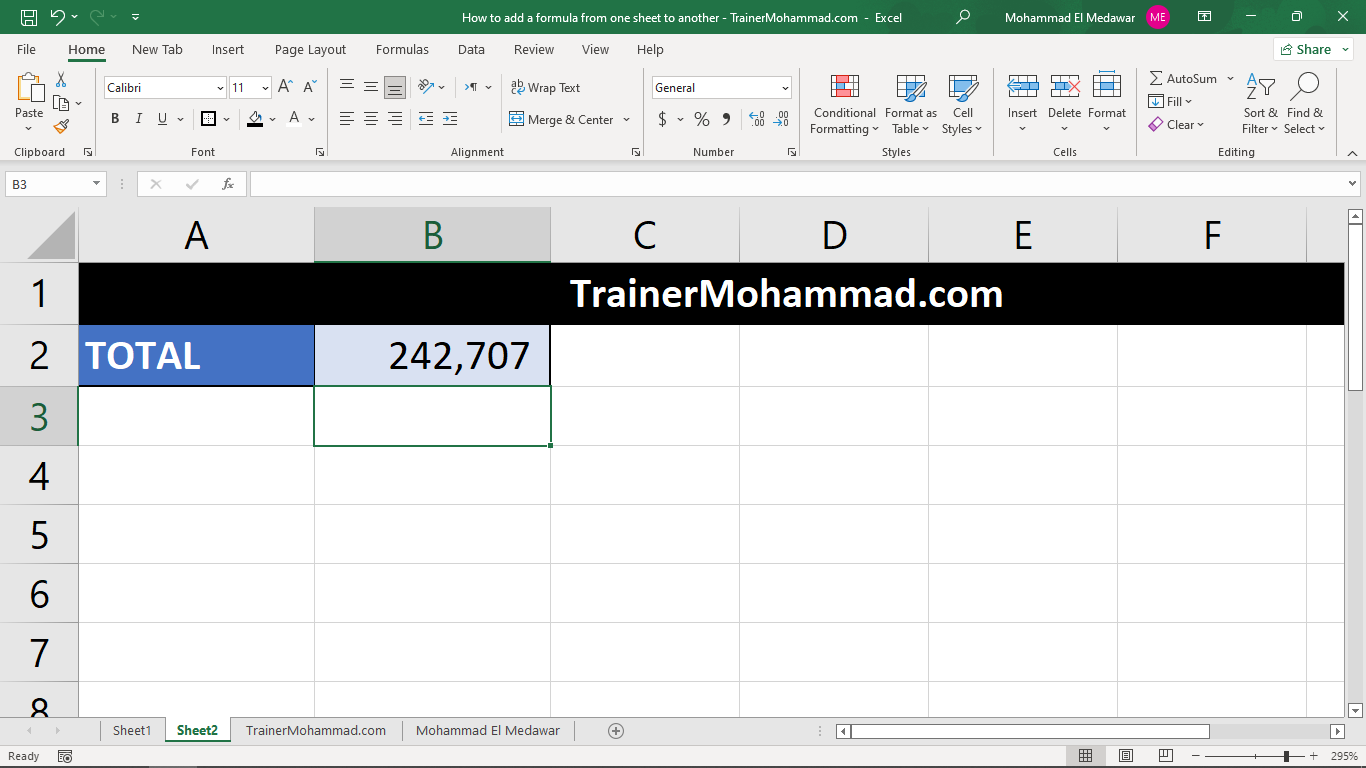 How to add a formula from one sheet to another - TrainerMohammad.com - Excel
Mohammad El Medawar ME
File Home New Tab Insert Page Layout Formulas Data Review View Help Share
Paste
Calibri 11 A A
B I U A
ab Wrap Text
Merge & Center
General
$ % 9 .00 .00
Conditional Formatting
Format as Table
Cell Styles
Insert Delete Format
AutoSum
Fill
Clear
Sort & Filter
Find & Select
Clipboard Font Alignment Number Styles Cells Editing
B3 fx
A B C D E F
1 TrainerMohammad.com
2 TOTAL 242,707
3
4
5
6
7
8
Sheet1 Sheet2 TrainerMohammad.com Mohammad El Medawar
Ready 295%